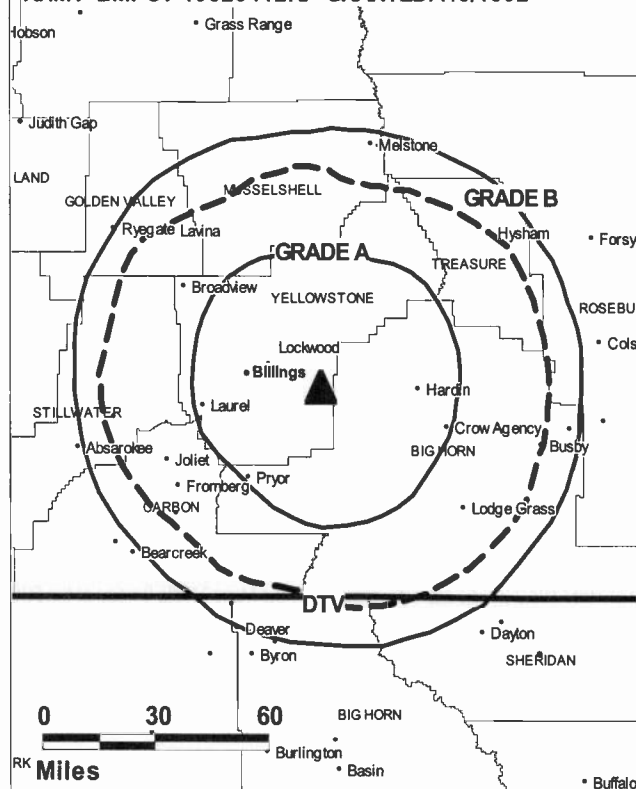 Grass Range
Hobson
Judith Gap
Melstone
LAND
MUSSELSHELL
GOLDEN VALLEY
GRADE B
Ryegate
Lavina
Hysham
Forsy
GRADE A
TREASURE
Broadview
YELLOWSTONE
ROSEBU
Lockwood
Cols
Billings
Hardin
Laurel
STILLWATER
Crow Agency
Absarokee
Busby
BIG HORN
Joliet
Pryor
Fromberg
CARBON
Lodge Grass
Bearcreek
DTV
Deaver
Dayton
Byron
SHERIDAN
0 30 60
BIG HORN
Burlington
RK
Miles
Basin
Buffalo